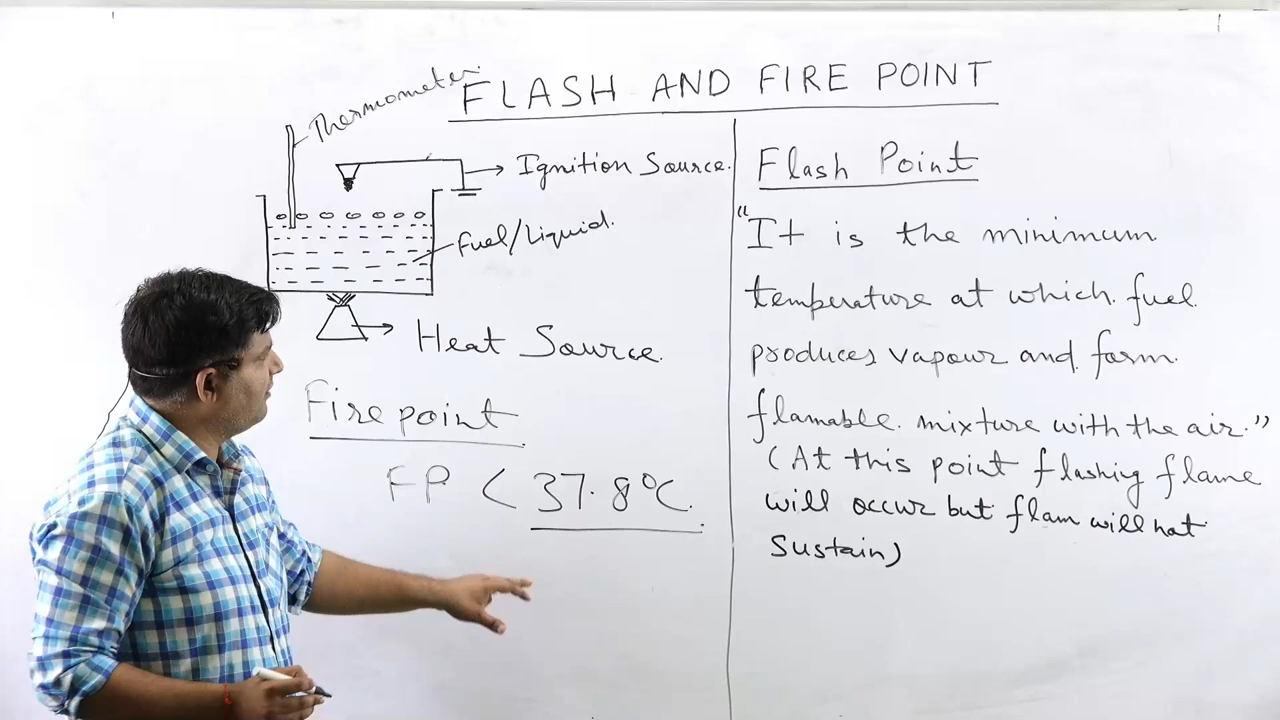 FLASH AND FIRE POINT
Thermometer.
Ignition Source.
Fuel/Liquid.
Heat Source.
Fire point
FP < 37.8°C.
Flash Point
"It is the minimum
temperature at which fuel
produces vapour and form
flamable. mixture with the air."
(At this point flashing flame
will occur but flam will not
sustain)